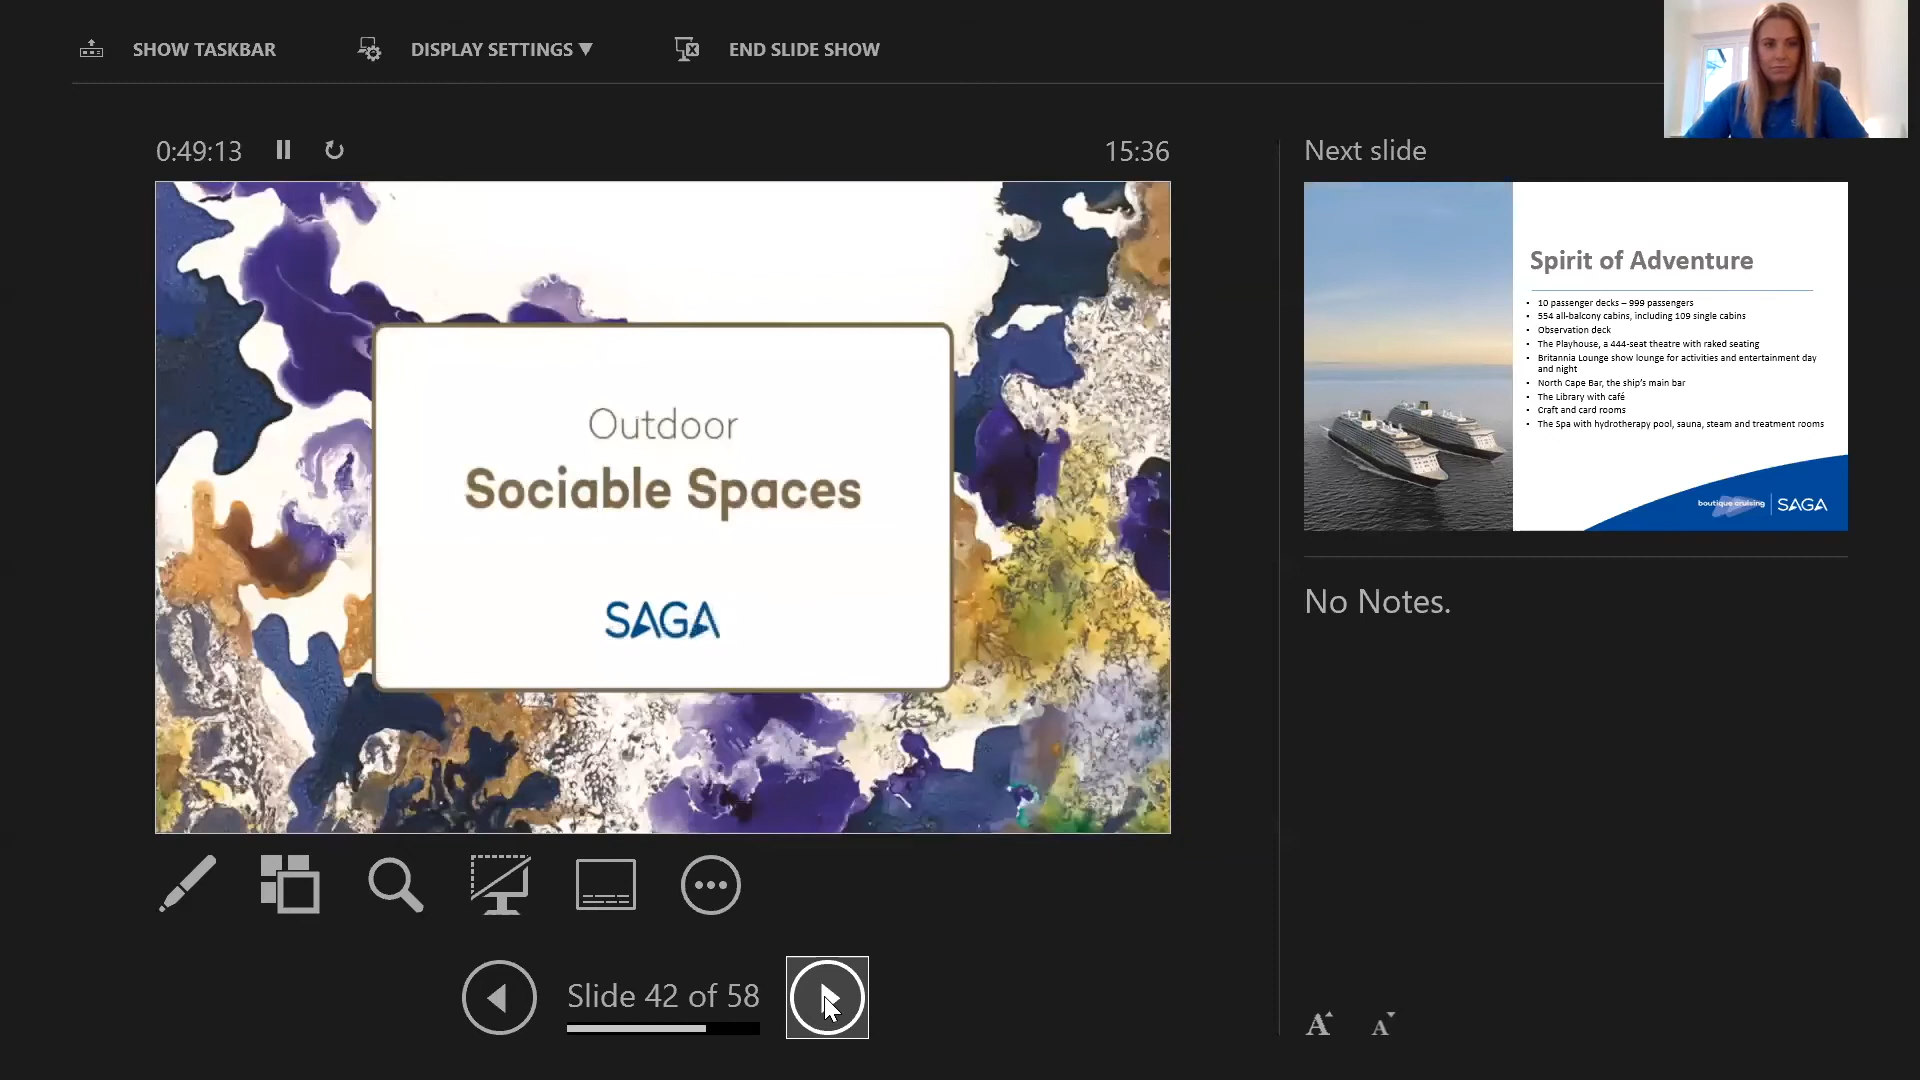 SHOW TASKBAR
DISPLAY SETTINGS ▼
END SLIDE SHOW
0:49:13
15:36
Outdoor
Sociable Spaces
SAGA
Next slide
Spirit of Adventure
• 10 passenger decks – 999 passengers
• 554 all-balcony cabins, including 109 single cabins
• Observation deck
• The Playhouse, a 444-seat theatre with raked seating
• Britannia Lounge show lounge for activities and entertainment day
and night
• North Cape Bar, the ship's main bar
• The Library with café
• Craft and card rooms
• The Spa with hydrotherapy pool, sauna, steam and treatment rooms
boutique cruising | SAGA
No Notes.
Slide 42 of 58
A A